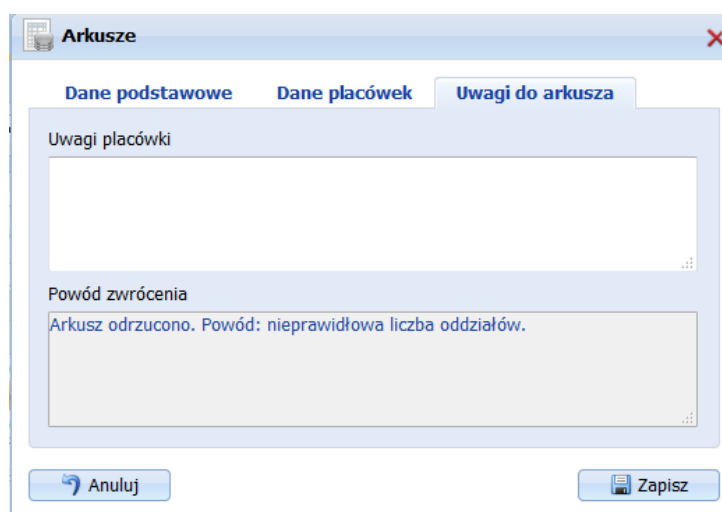 Arkusze
Dane podstawowe Dane placówek Uwagi do arkusza
Uwagi placówki
Powód zwrócenia
Arkusz odrzucono. Powód: nieprawidłowa liczba oddziałów.
Anuluj Zapisz